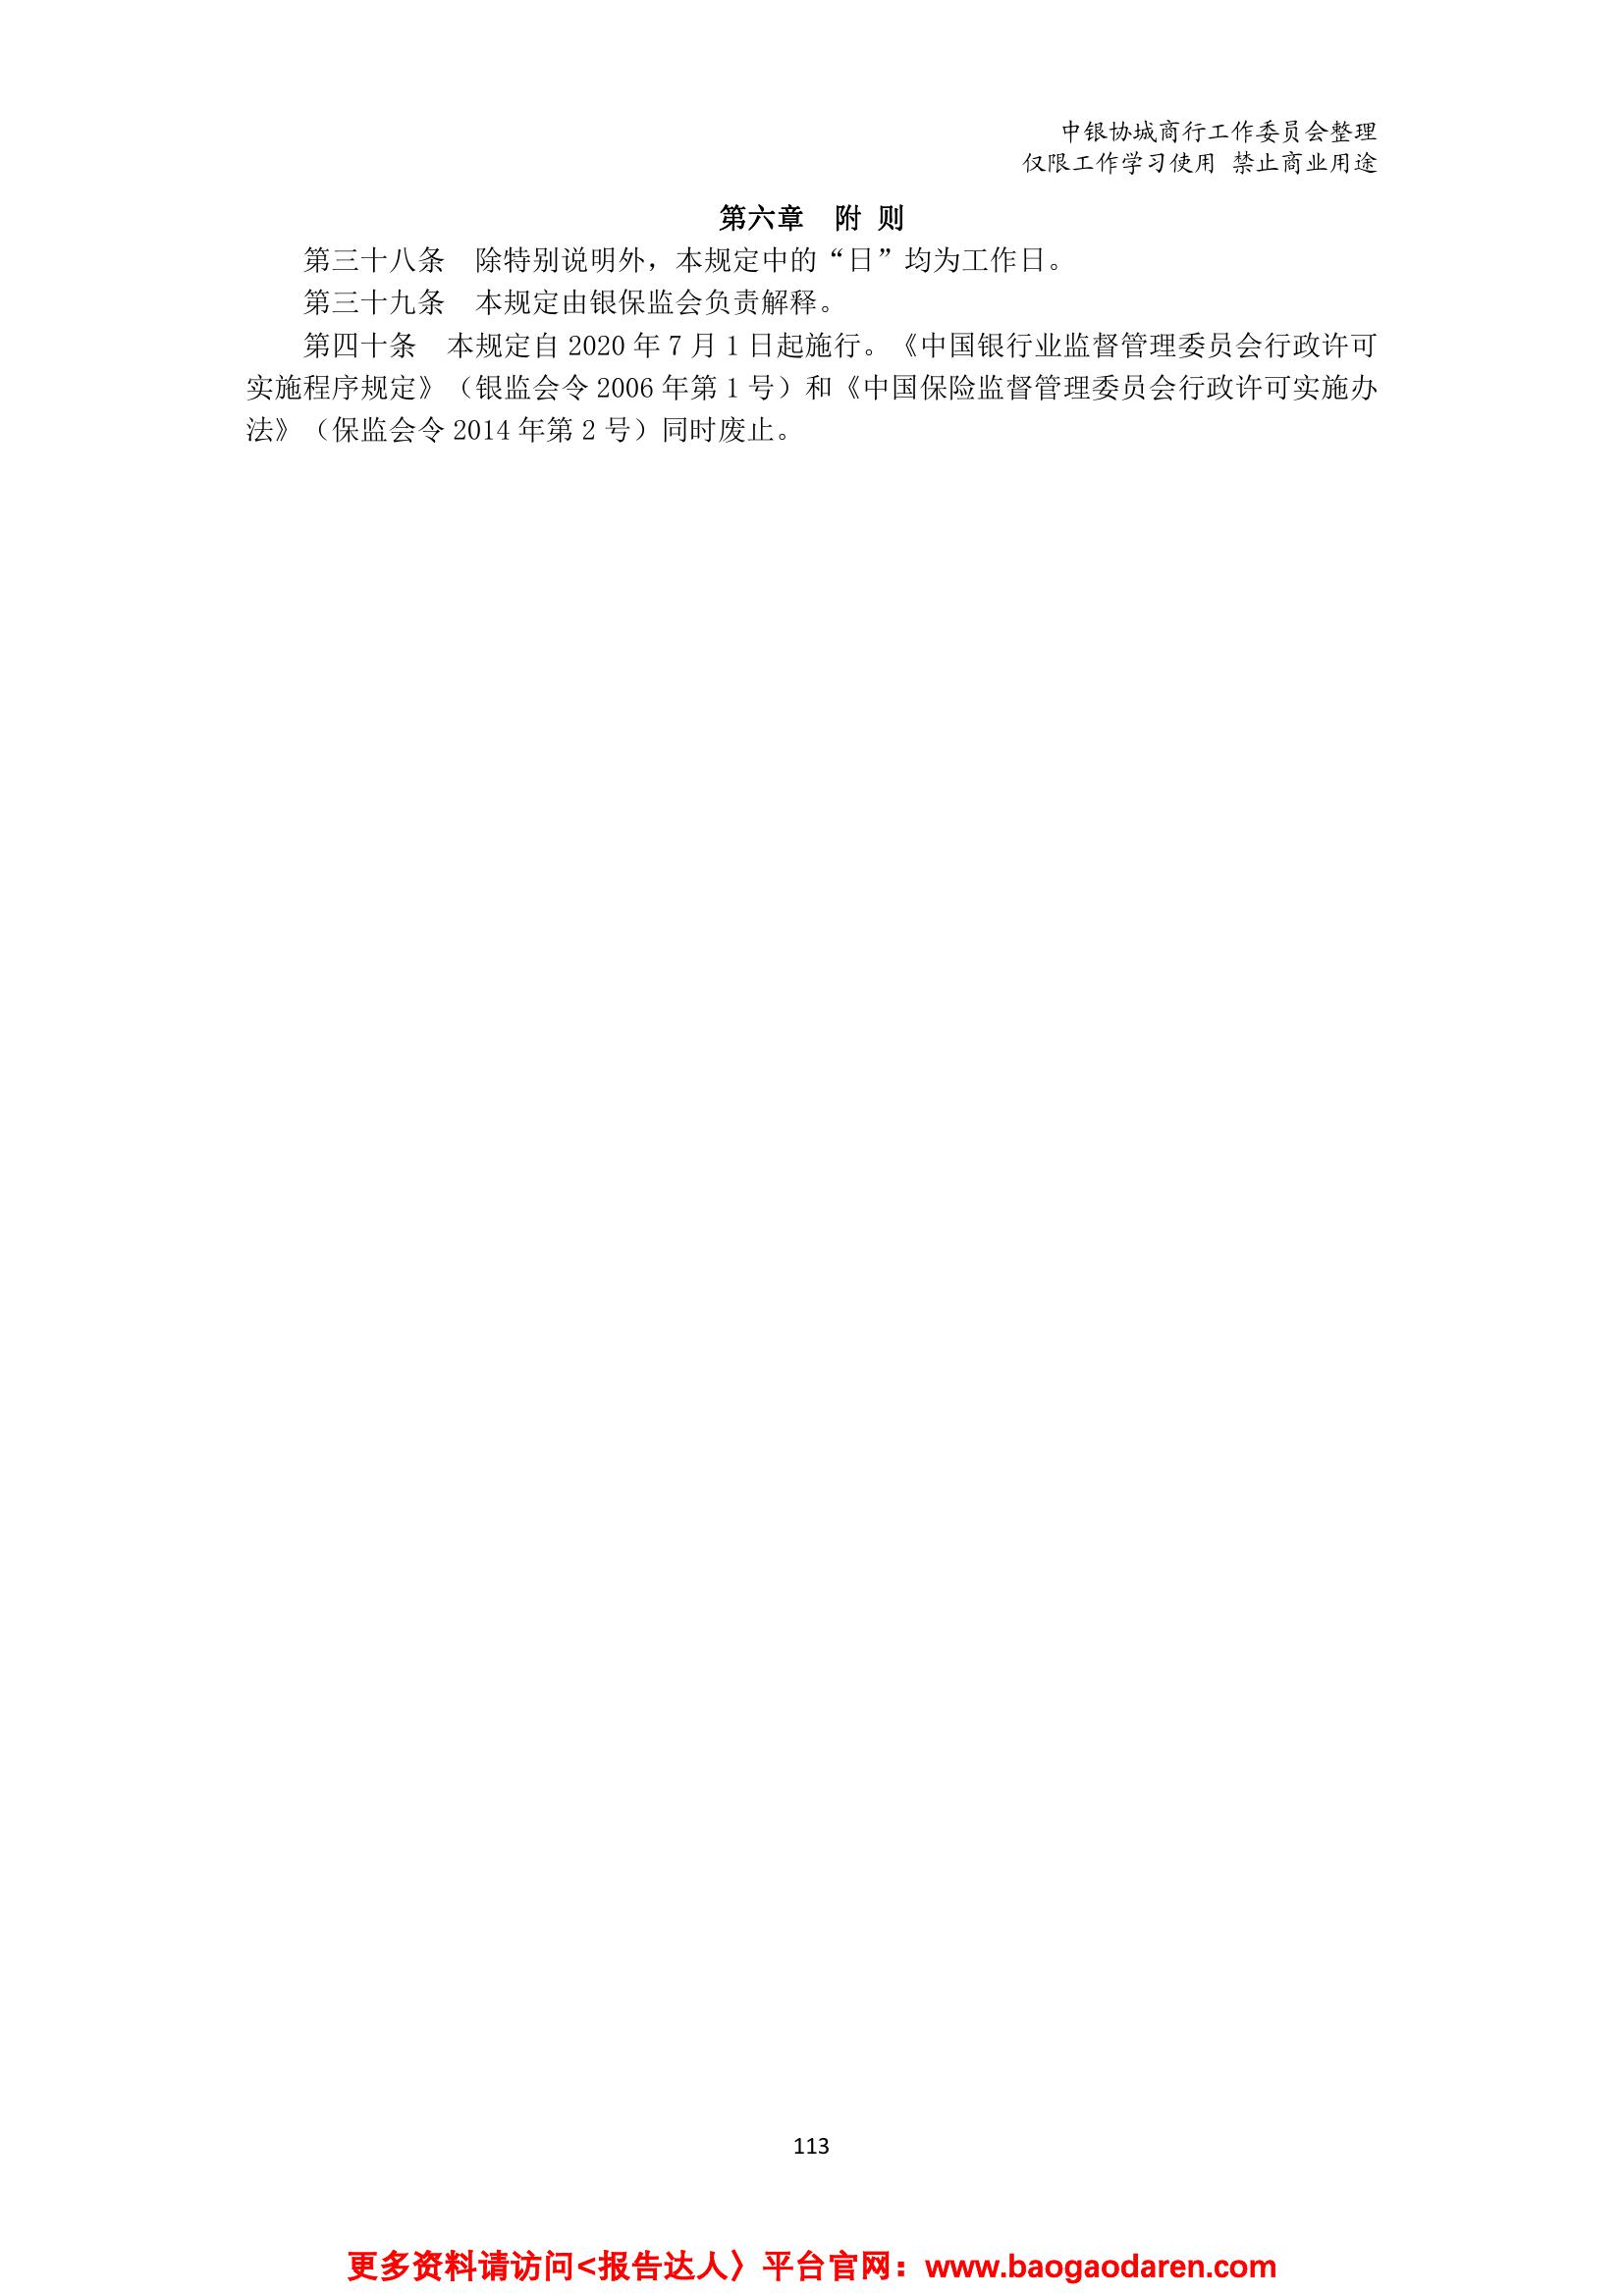 中银协城商行工作委员会整理
仅限工作学习使用 禁止商业用途
第六章 附 则
第三十八条 除特别说明外，本规定中的“日”均为工作日。
第三十九条 本规定由银保监会负责解释。
第四十条 本规定自 2020 年 7 月 1 日起施行。《中国银行业监督管理委员会行政许可
实施程序规定》（银监会令 2006 年第 1 号）和《中国保险监督管理委员会行政许可实施办
法》（保监会令 2014 年第 2 号）同时废止。
113
更多资料请访问<报告达人〉平台官网：www.baogaodaren.com